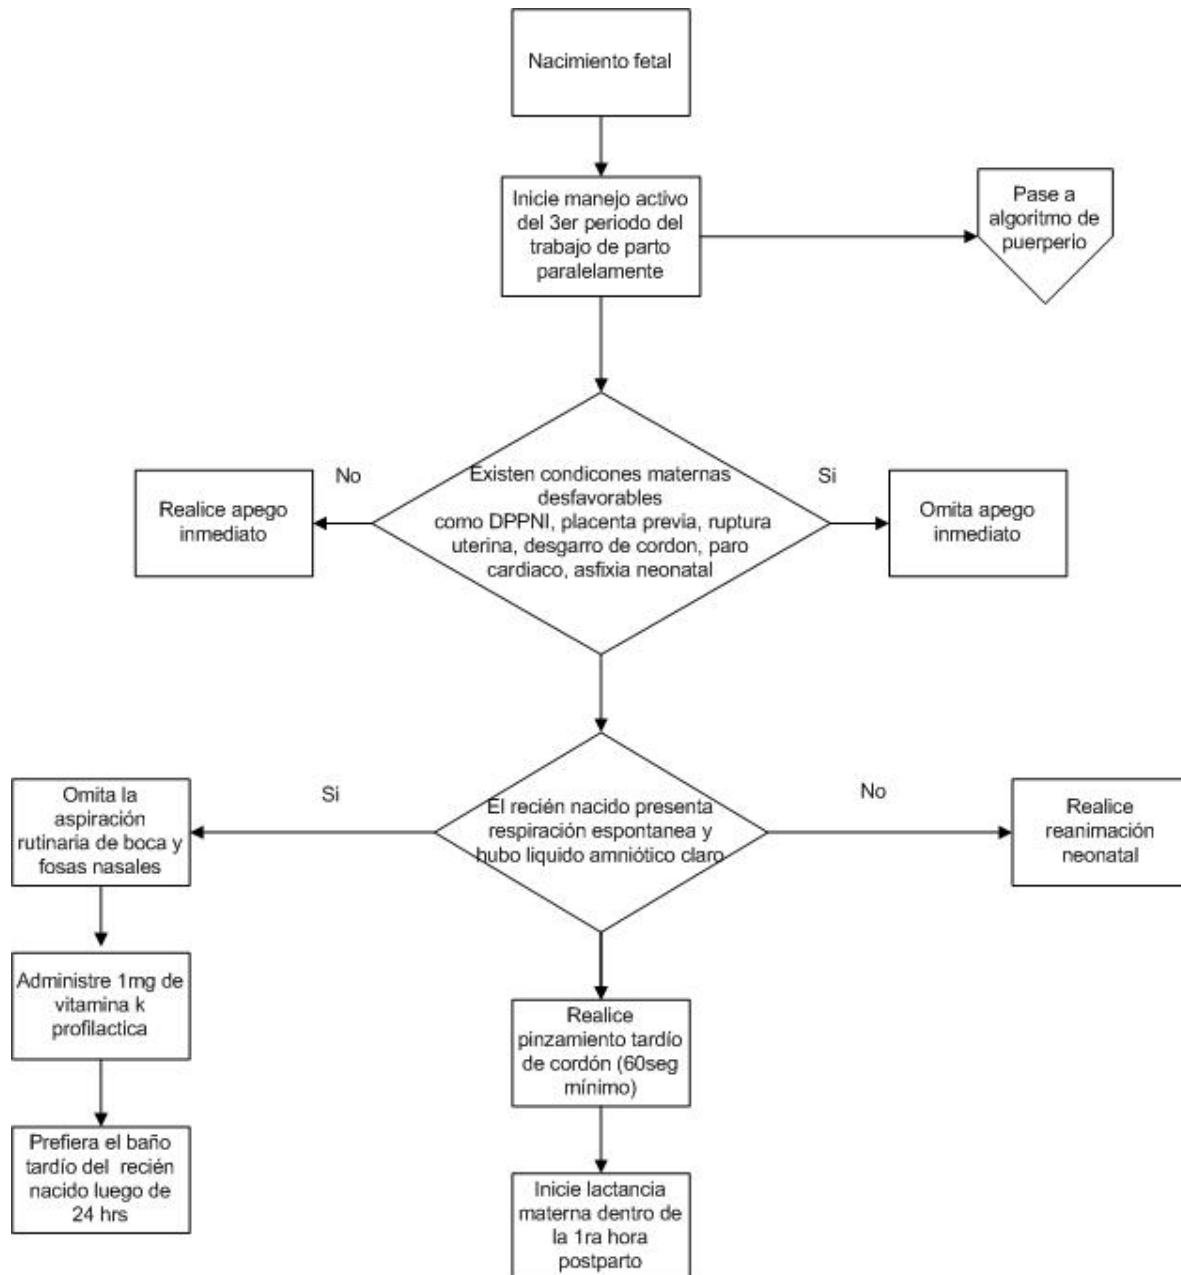 Nacimiento fetal
Inicie manejo activo
del 3er periodo del
trabajo de parto
paralelamente
Pase a
algoritmo de
puerperio
No
Existen condicones maternas
desfavorables
como DPPNI, placenta previa, ruptura
uterina, desgarro de cordon, paro
cardiaco, asfixia neonatal
Si
Realice apego
inmediato
Omita apego
inmediato
Omita la
aspiración
rutinaria de boca y
fosas nasales
Si
El recién nacido presenta
respiración espontanea y
hubo liquido amniótico claro
No
Realice
reanimación
neonatal
Administre 1mg de
vitamina k
profilactica
Realice
pinzamiento tardío
de cordón (60seg
mínimo)
Prefiera el baño
tardío del recién
nacido luego de
24 hrs
Inicie lactancia
materna dentro de
la 1ra hora
postparto